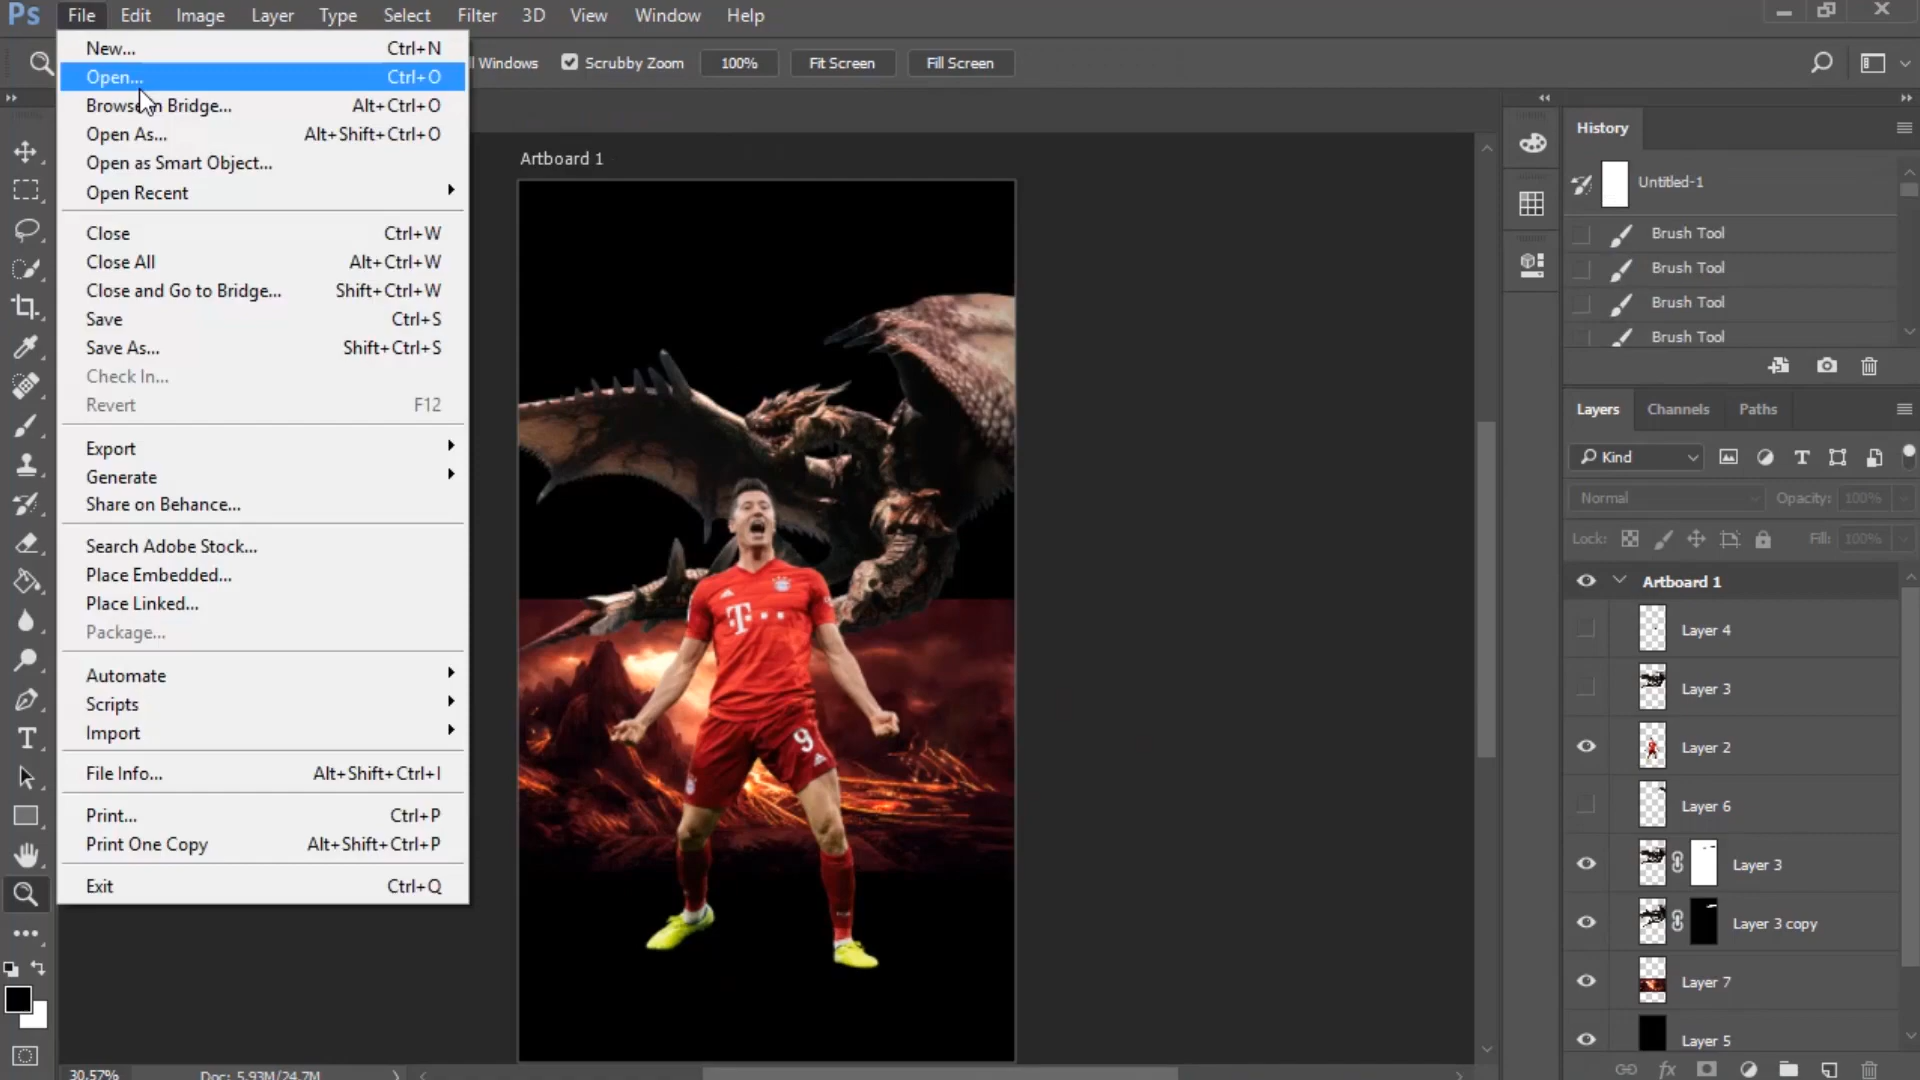 Ps File Edit Image Layer Type Select Filter 3D View Window Help
New... Ctrl+N
Open... Ctrl+O
Browse in Bridge... Alt+Ctrl+O
Open As... Alt+Shift+Ctrl+O
Open as Smart Object...
Open Recent
Close Ctrl+W
Close All Alt+Ctrl+W
Close and Go to Bridge... Shift+Ctrl+W
Save Ctrl+S
Save As... Shift+Ctrl+S
Check In...
Revert F12
Export
Generate
Share on Behance...
Search Adobe Stock...
Place Embedded...
Place Linked...
Package...
Automate
Scripts
Import
File Info... Alt+Shift+Ctrl+I
Print... Ctrl+P
Print One Copy Alt+Shift+Ctrl+P
Exit Ctrl+Q
Windows Scrubby Zoom 100% Fit Screen Fill Screen
Artboard 1
T
9
30.57% Doc: 5.93M/24.7M
History
Untitled-1
Brush Tool
Brush Tool
Brush Tool
Brush Tool
Layers Channels Paths
Kind
Normal Opacity: 100%
Lock: Fill: 100%
Artboard 1
Layer 4
Layer 3
Layer 2
Layer 6
Layer 3
Layer 3 copy
Layer 7
Layer 5
fx